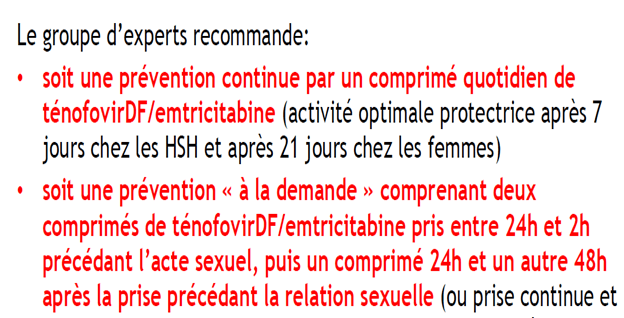 Le groupe d’experts recommande:
• soit une prévention continue par un comprimé quotidien de
ténofovirDF/emtricitabine (activité optimale protectrice après 7
jours chez les HSH et après 21 jours chez les femmes)
• soit une prévention « à la demande » comprenant deux
comprimés de ténofovirDF/emtricitabine pris entre 24h et 2h
précédant l’acte sexuel, puis un comprimé 24h et un autre 48h
après la prise précédant la relation sexuelle (ou prise continue et